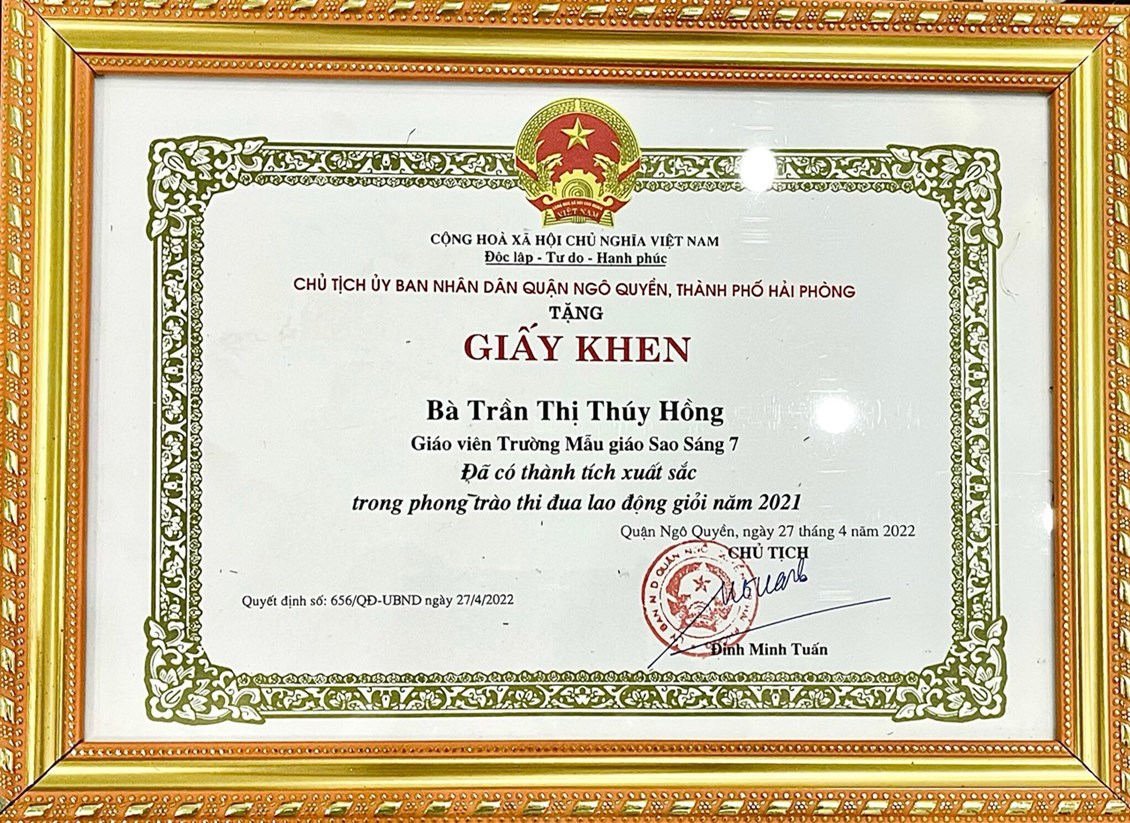 VIỆT NAM
CỘNG HOÀ XÃ HỘI CHỦ NGHĨA VIỆT NAM
Độc lập - Tự do - Hạnh phúc
CHỦ TỊCH ỦY BAN NHÂN DÂN QUẬN NGÔ QUYỀN, THÀNH PHỐ HẢI PHÒNG
TẶNG
GIẤY KHEN
Bà Trần Thị Thúy Hồng
Giáo viên Trường Mẫu giáo Sao Sáng 7
Đã có thành tích xuất sắc
trong phong trào thi đua lao động giỏi năm 2021
Quận Ngô Quyền, ngày 27 tháng 4 năm 2022
CHỦ TỊCH
Quyết định số: 656/QĐ-UBND ngày 27/4/2022
Đinh Minh Tuấn